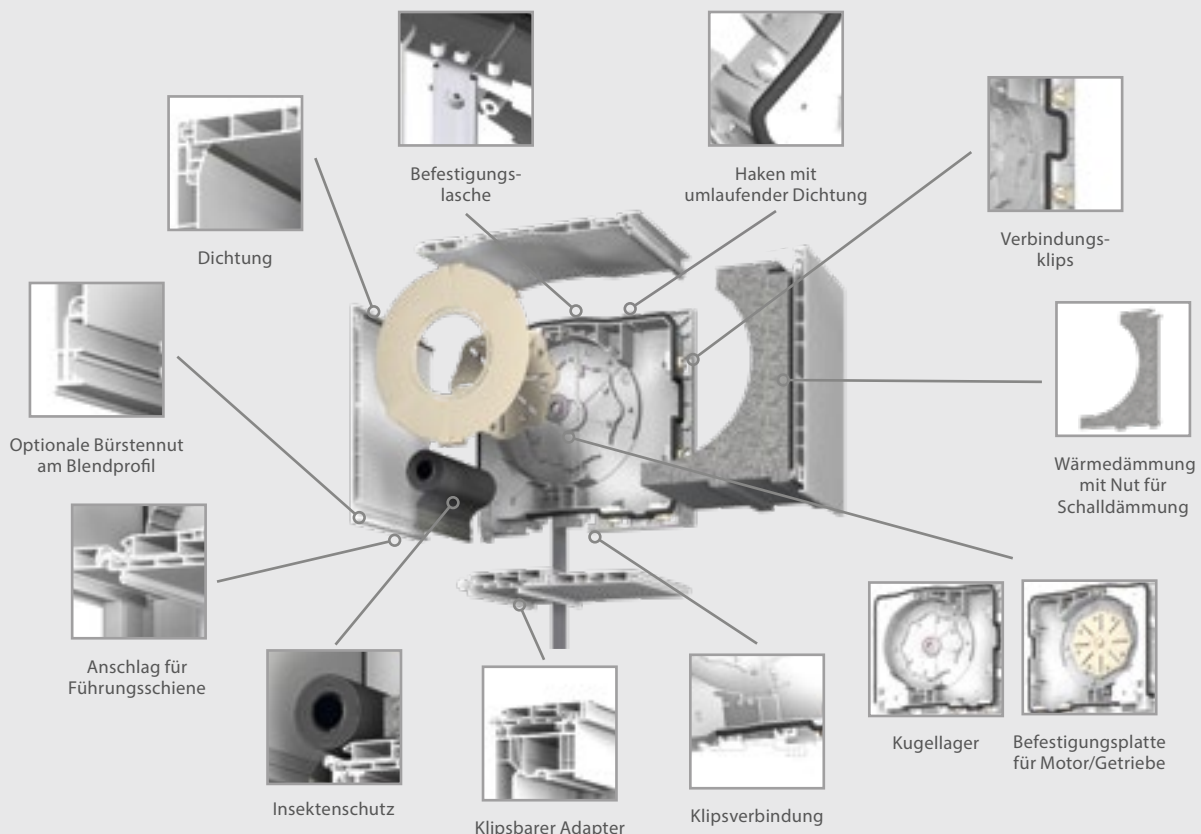 Befestigungs-
lasche
Haken mit
umlaufender Dichtung
Dichtung
Verbindungs-
klips
Optionale Bürstennut
am Blendprofil
Wärmedämmung
mit Nut für
Schalldämmung
Anschlag für
Führungsschiene
Insektenschutz
Klipsbarer Adapter
Klipsverbindung
Kugellager
Befestigungsplatte
für Motor/Getriebe